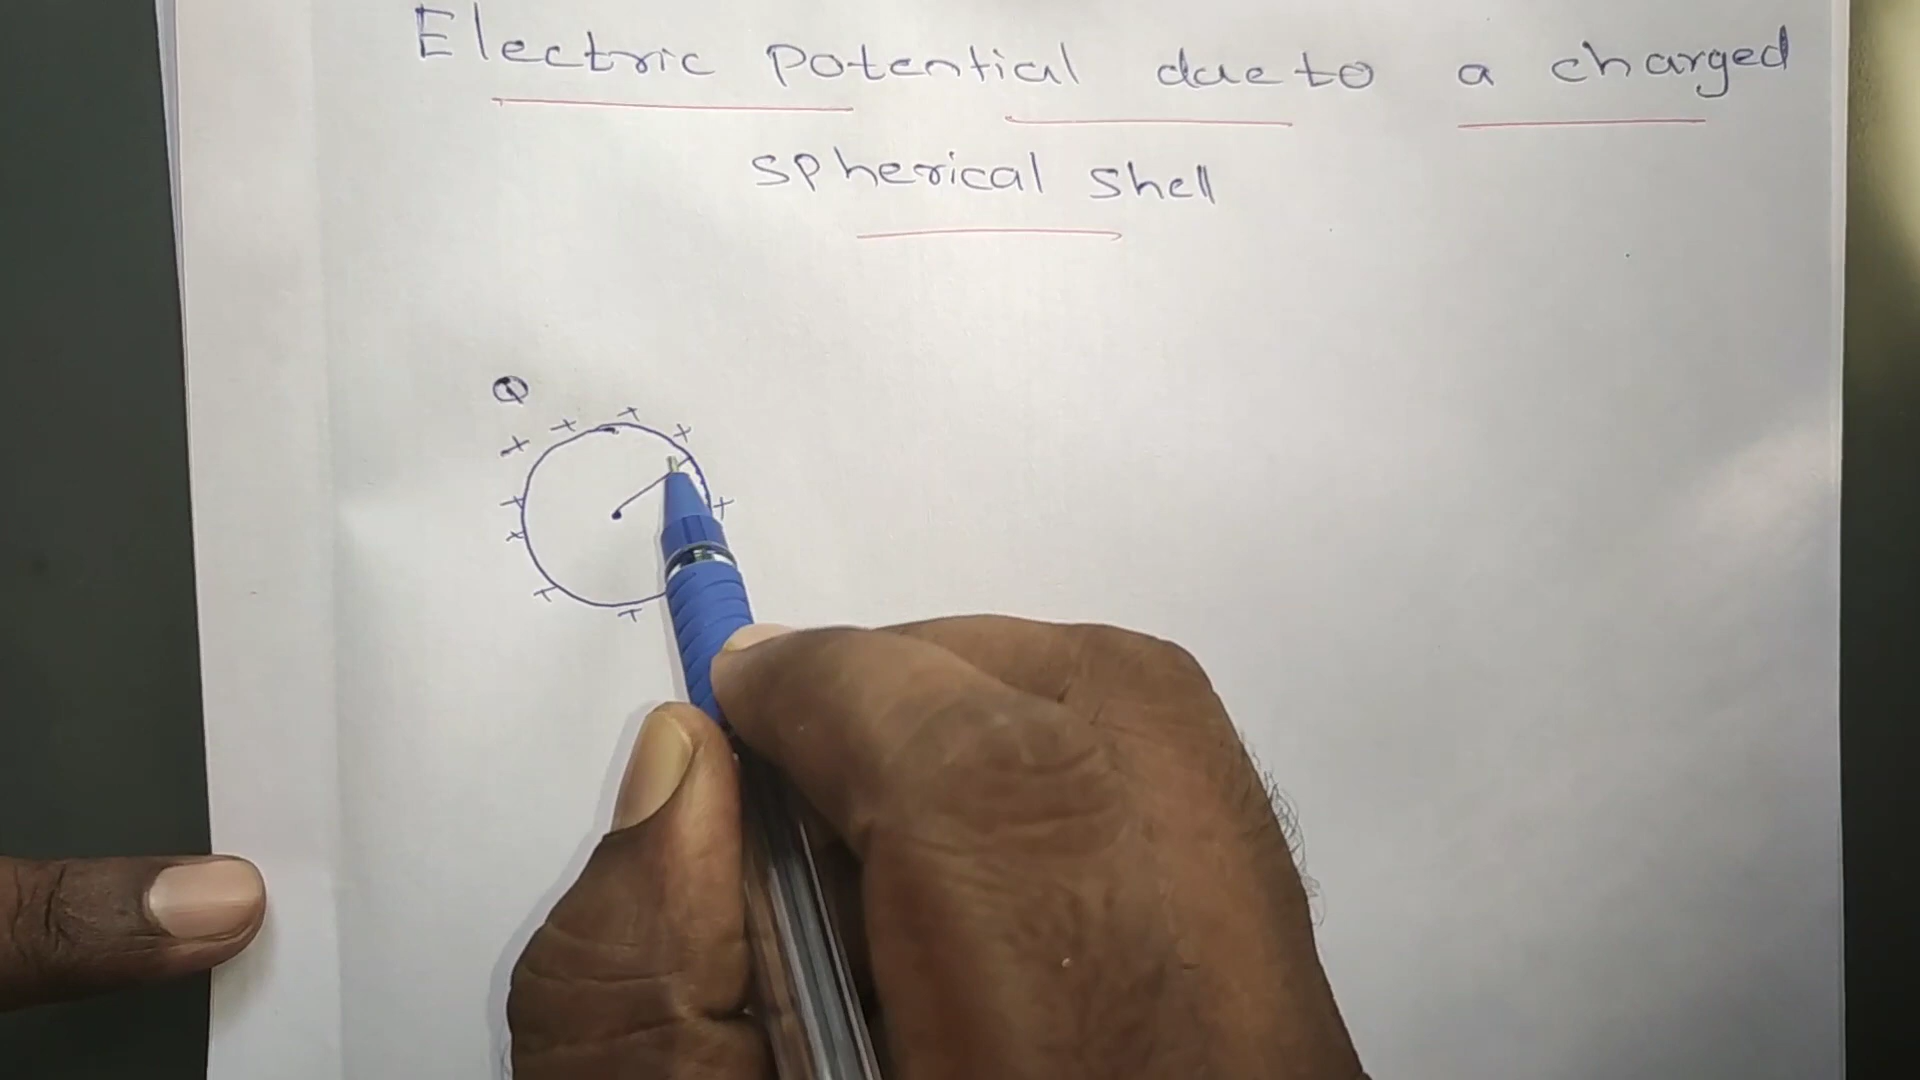 Electric potential due to a charged
spherical shell
Q
+ + + + + + + + +